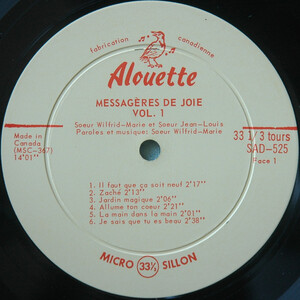 fabrication canadienne
Alouette
MESSAGÈRES DE JOIE
VOL. 1
Soeur Wilfrid-Marie et Soeur Jean-Louis
Paroles et musique: Soeur Wilfrid-Marie
Made in
Canada
(MSC-367)
14'01"
33 1/3 tours
SAD-525
Face 1
1. Il faut que ça soit neuf 2'17"
2. Zaché 2'13"
3. Jardin magique 2'06"
4. Allume ton coeur 2'21"
5. La main dans la main 2'01"
6. Je sais que tu es beau 2'38"
MICRO 33⅓ SILLON